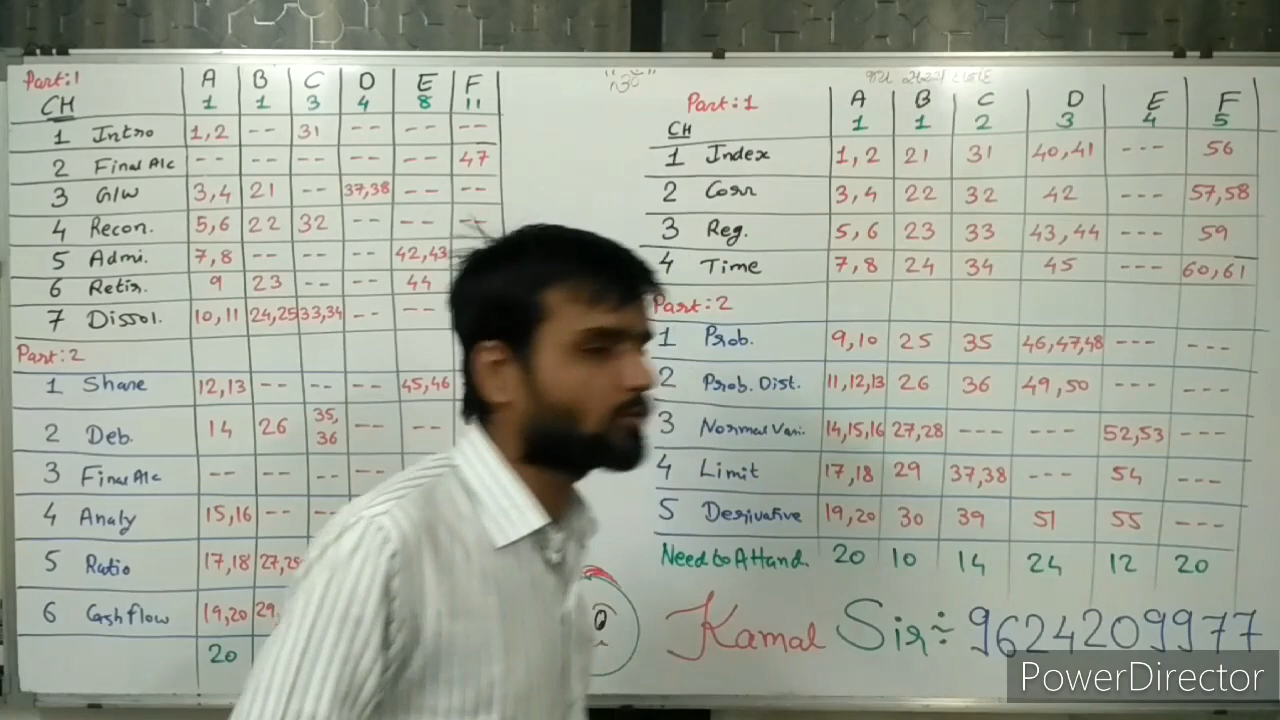 Part:1 A B C D E F
CH 1 1 3 4 8 11
1 Intro 1,2 -- 31 -- -- --
2 Final A/c -- -- -- -- -- 47
3 G/W 3,4 21 -- 37,38 -- --
4 Recon. 5,6 22 32 -- -- --
5 Admi. 7,8 -- -- -- 42,43
6 Retir. 9 23 -- -- 44
7 Dissol. 10,11 24,25 33,34 -- --
Part:2
1 Share 12,13 -- -- -- 45,46
2 Deb. 14 26 35,36 -- --
3 Final A/c -- -- --
4 Analy 15,16 -- --
5 Ratio 17,18
6 Cashflow 19,20 29
20
Part:1 A B C D E F
CH 1 1 2 3 4 5
1 Index 1,2 21 31 40,41 --- 56
2 Corr 3,4 22 32 42 --- 57,58
3 Reg. 5,6 23 33 43,44 --- 59
4 Time 7,8 24 34 45 --- 60,61
Part:2
1 Prob. 9,10 25 35 46,47,48 --- ---
2 Prob. Dist. 11,12,13 26 36 49,50 --- ---
3 Normal Vari. 14,15,16 27,28 --- --- 52,53 ---
4 Limit 17,18 29 37,38 --- 54 ---
5 Derivative 19,20 30 39 51 55 ---
Need to Attand. 20 10 14 24 12 20
Kamal Sir÷ 9624209977
PowerDirector